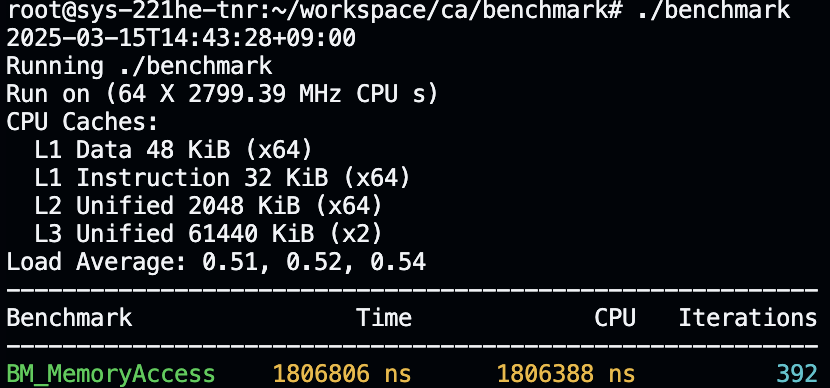 root@sys-221he-tnr:~/workspace/ca/benchmark# ./benchmark
2025-03-15T14:43:28+09:00
Running ./benchmark
Run on (64 X 2799.39 MHz CPU s)
CPU Caches:
  L1 Data 48 KiB (x64)
  L1 Instruction 32 KiB (x64)
  L2 Unified 2048 KiB (x64)
  L3 Unified 61440 KiB (x2)
Load Average: 0.51, 0.52, 0.54
----------------------------------------------------------
Benchmark                Time             CPU   Iterations
----------------------------------------------------------
BM_MemoryAccess    1806806 ns      1806388 ns          392